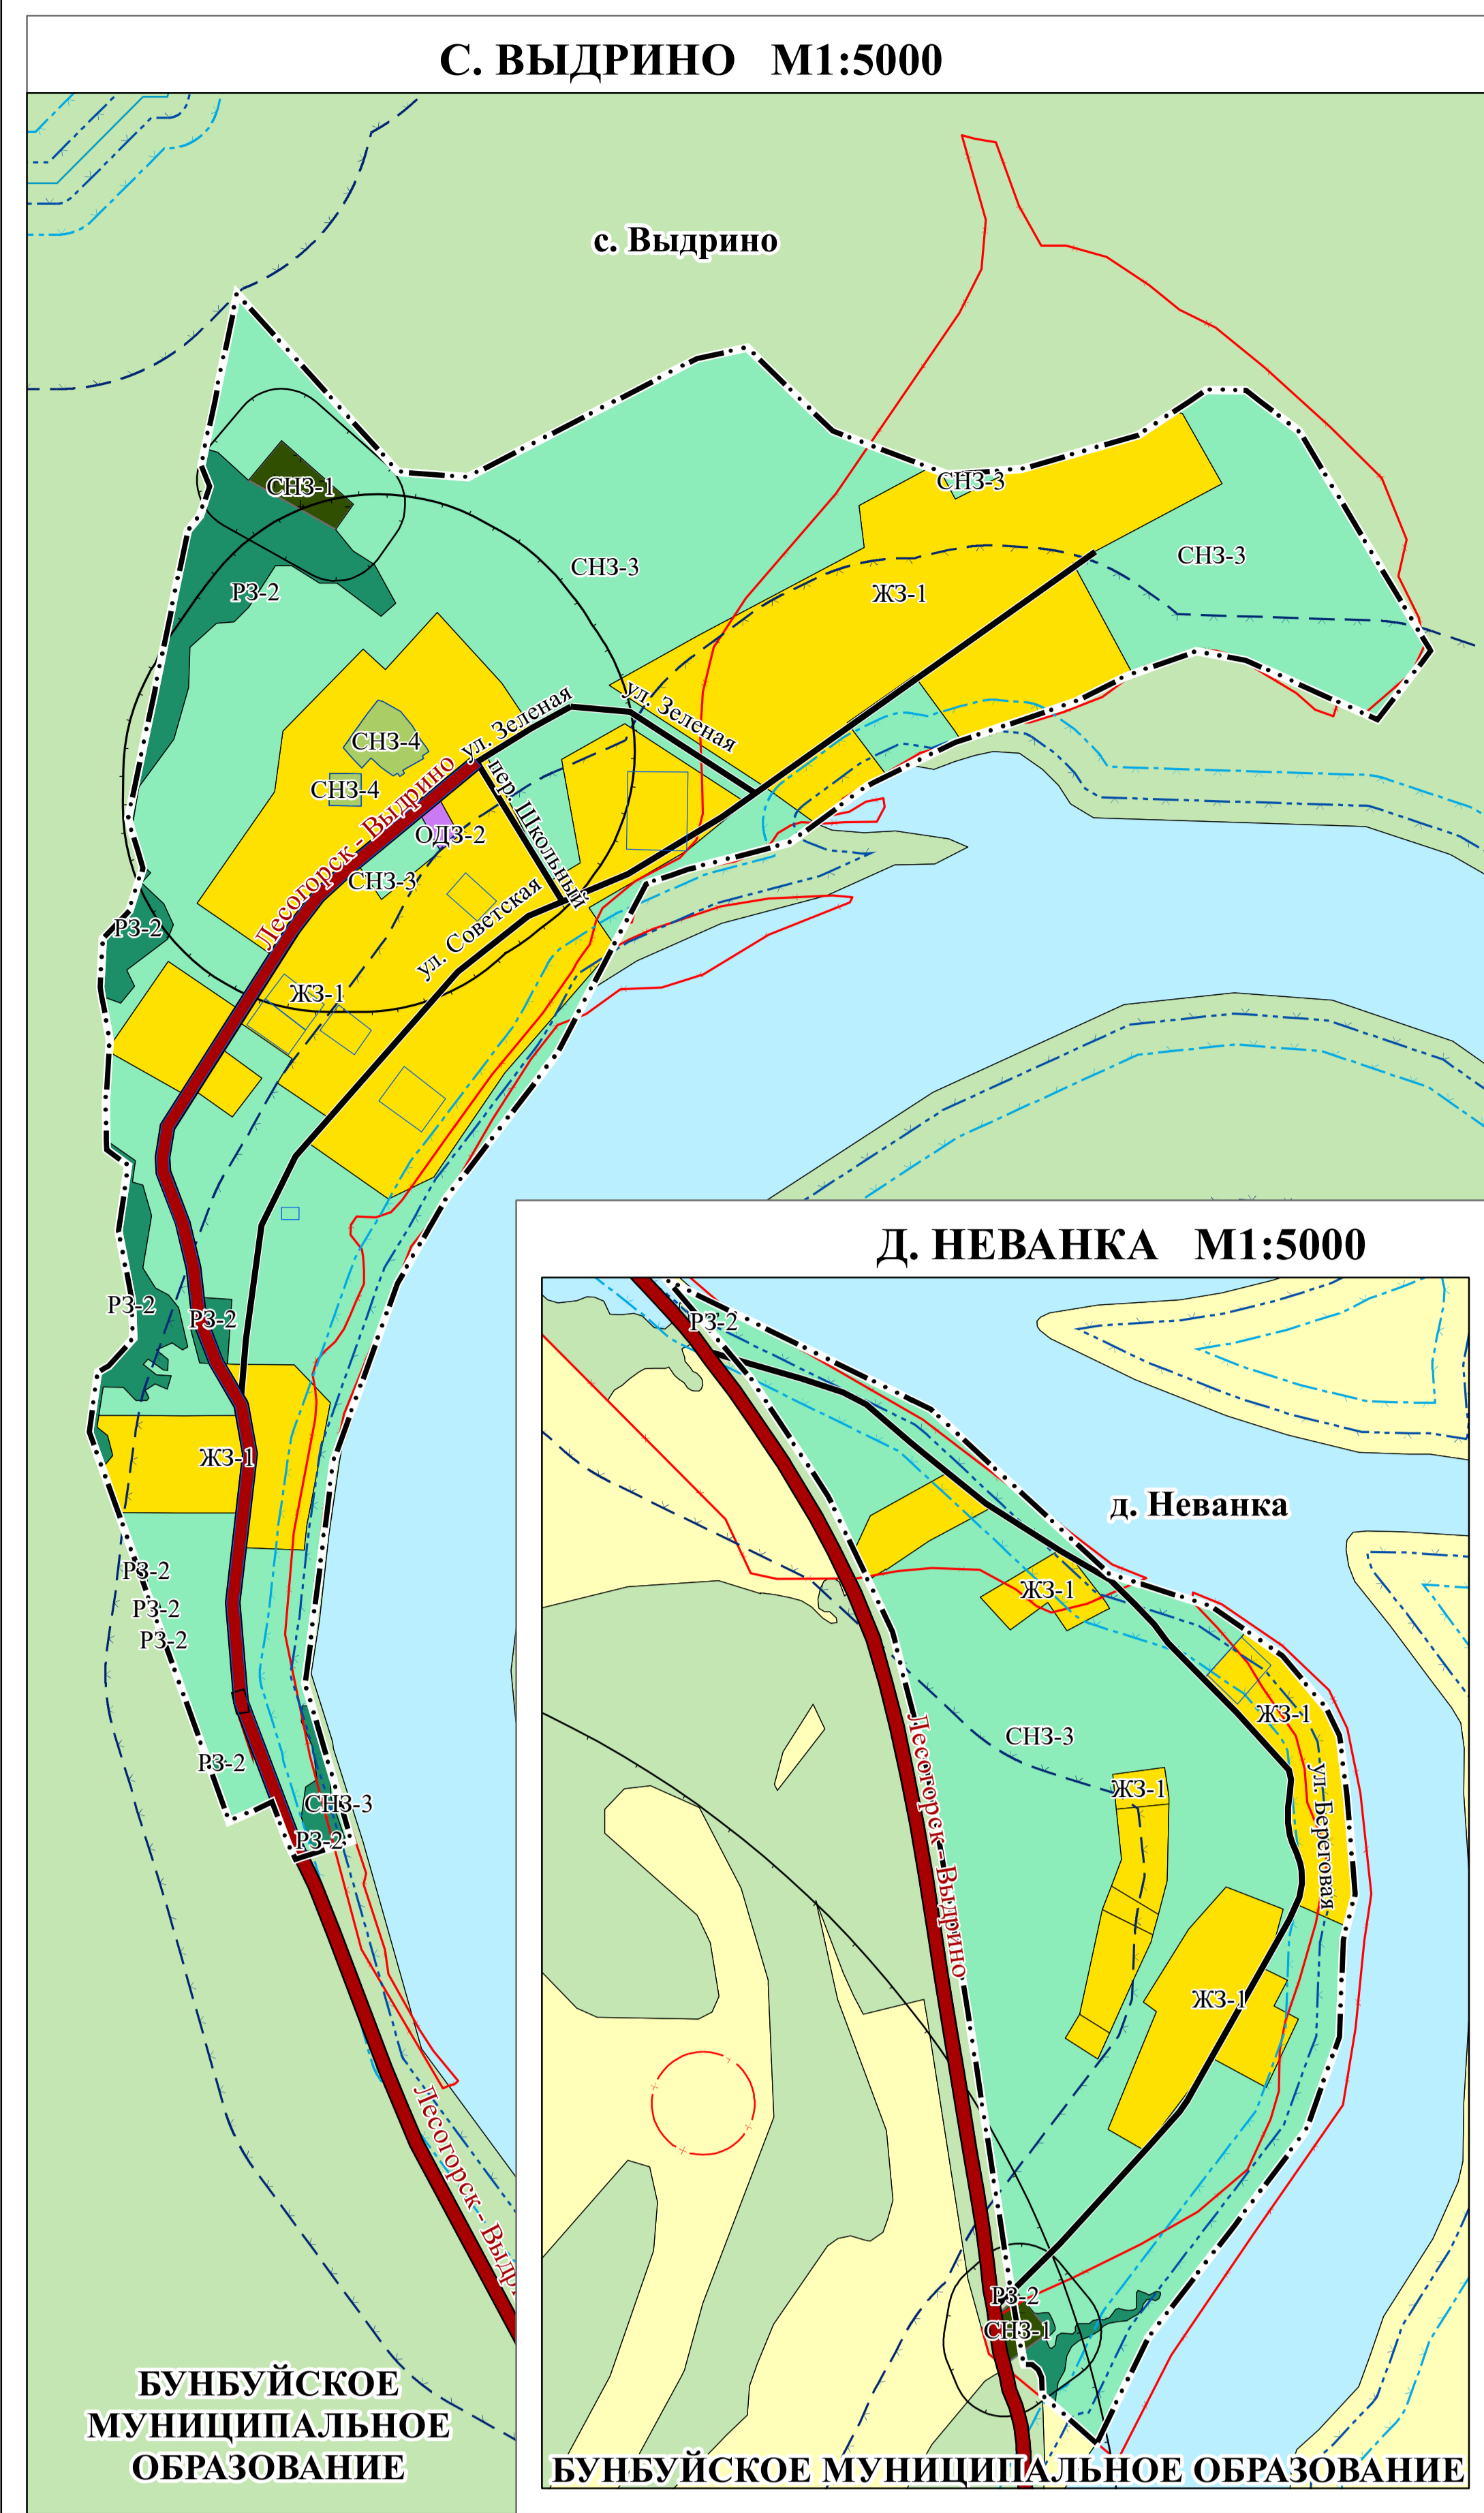 С. ВЫДРИНО М1:5000
с. Выдрино
СНЗ-3
СНЗ-1
СНЗ-3
СНЗ-3
РЗ-2
ЖЗ-1
ул. Зеленая
ул. Зеленая
СНЗ-4
СНЗ-4
пер. Школьный
ОДЗ-2
Лесогорск - Выдрино
СНЗ-3
ул. Советская
РЗ-2
ЖЗ-1
РЗ-2
РЗ-2
ЖЗ-1
РЗ-2
РЗ-2
РЗ-2
РЗ-2
СНЗ-3
РЗ-2
Лесогорск - Выдри
БУНБУЙСКОЕ
МУНИЦИПАЛЬНОЕ
ОБРАЗОВАНИЕ
Д. НЕВАНКА М1:5000
РЗ-2
д. Неванка
ЖЗ-1
ЖЗ-1
СНЗ-3
ЖЗ-1
ул. Береговая
Лесогорск - Выдрино
ЖЗ-1
РЗ-2
СНЗ-1
БУНБУЙСКОЕ МУНИЦИПАЛЬНОЕ ОБРАЗОВАНИЕ